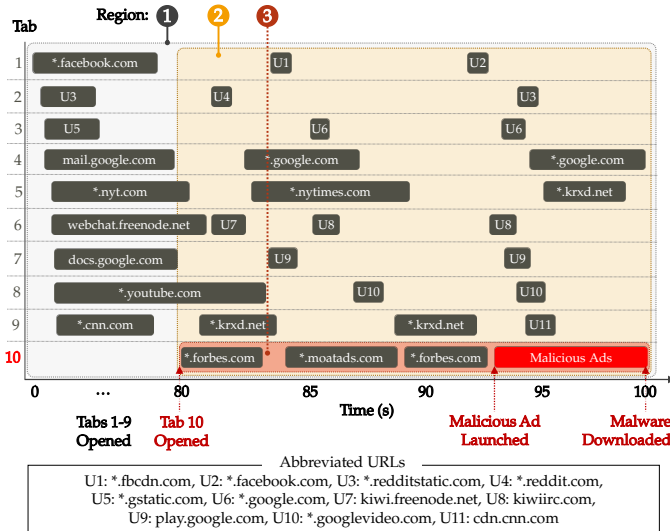 Region: 1 2 3
Tab
1 *.facebook.com U1 U2
2 U3 U4 U3
3 U5 U6 U6
4 mail.google.com *.google.com *.google.com
5 *.nyt.com *.nytimes.com *.krxd.net
6 webchat.freenode.net U7 U8 U8
7 docs.google.com U9 U9
8 *.youtube.com U10 U10
9 *.cnn.com *.krxd.net *.krxd.net U11
10 *.forbes.com *.moatads.com *.forbes.com Malicious Ads
0 ... 80 85 90 95 100
Time (s)
Tabs 1-9 Opened
Tab 10 Opened
Malicious Ad Launched
Malware Downloaded
Abbreviated URLs
U1: *.fbcdn.com, U2: *.facebook.com, U3: *.redditstatic.com, U4: *.reddit.com,
U5: *.gstatic.com, U6: *.google.com, U7: kiwi.freenode.net, U8: kiwiirc.com,
U9: play.google.com, U10: *.googlevideo.com, U11: cdn.cnn.com